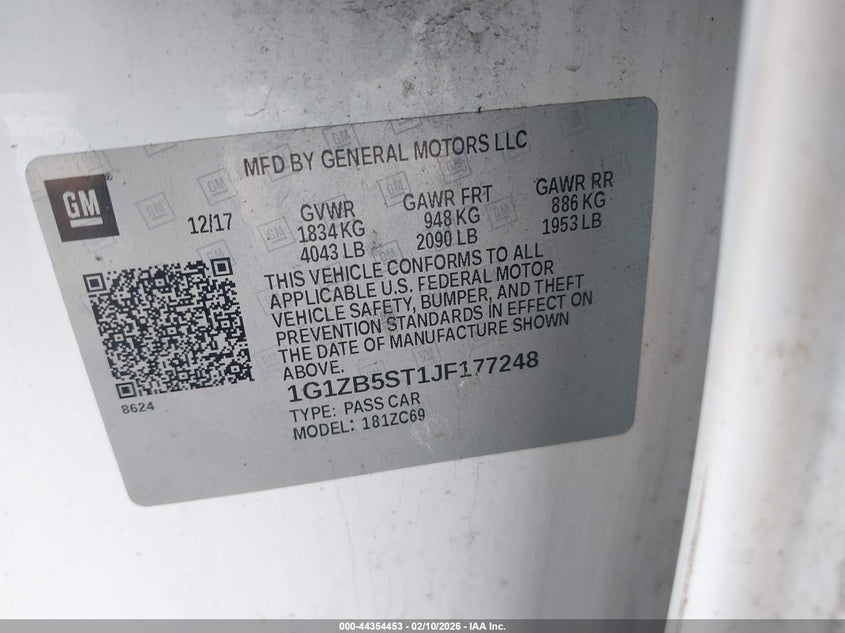 MFD BY GENERAL MOTORS LLC
GM
12/17
GVWR GAWR FRT GAWR RR
1834 KG 948 KG 886 KG
4043 LB 2090 LB 1953 LB
THIS VEHICLE CONFORMS TO ALL
APPLICABLE U.S. FEDERAL MOTOR
VEHICLE SAFETY, BUMPER, AND THEFT
PREVENTION STANDARDS IN EFFECT ON
THE DATE OF MANUFACTURE SHOWN
ABOVE.
1G1ZB5ST1JF177248
8624
TYPE: PASS CAR
MODEL: 181ZC69
000-44354453 - 02/10/2026 - IAA Inc.